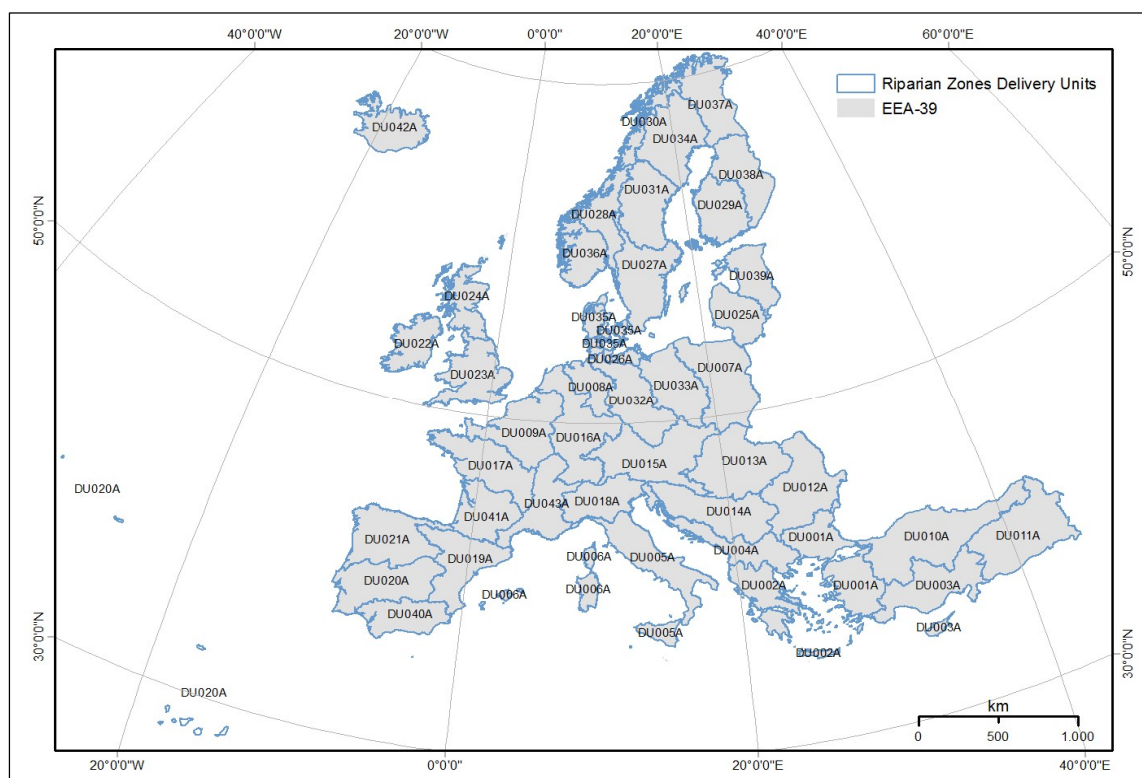 40°0'0"W 20°0'0"W 0°0'0" 20°0'0"E 40°0'0"E 60°0'0"E
Riparian Zones Delivery Units
EEA-39
DU037A
DU042A
DU030A
DU034A
DU038A
DU031A
DU029A
50°0'0"N
DU028A
50°0'0"N
DU036A
DU027A
DU039A
DU024A
DU025A
DU035A
DU035A
DU035A
DU022A
DU026A
DU007A
DU023A
DU008A
DU033A
DU032A
DU009A
DU016A
DU013A
DU017A
DU015A
DU020A
DU012A
DU043A
DU018A
DU014A
DU041A
DU001A
DU010A
DU011A
DU021A
DU004A
DU019A
DU006A
DU005A
DU020A
DU002A
DU001A
DU003A
DU006A
DU006A
DU040A
DU003A
DU005A
30°0'0"N
DU002A
30°0'0"N
DU020A
km
0 500 1.000
20°0'0"W 0°0'0" 20°0'0"E 40°0'0"E